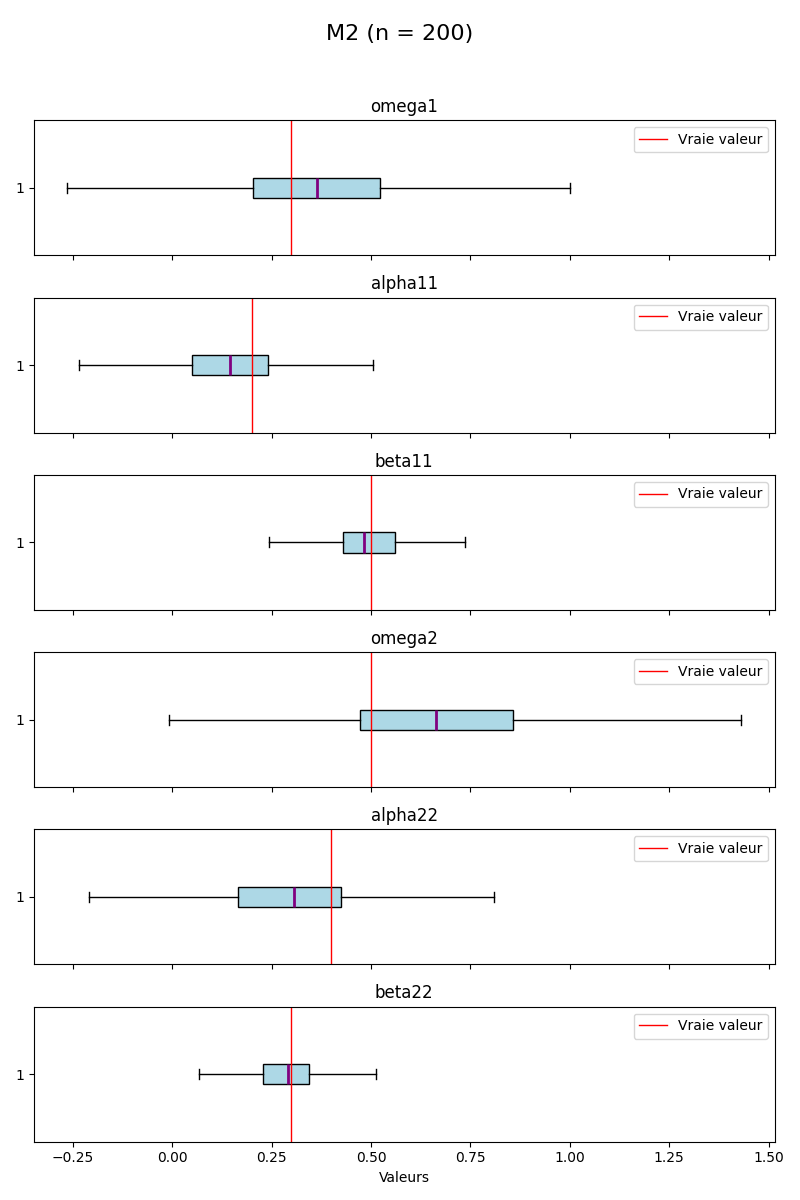 M2 (n = 200)
omega1
Vraie valeur
1
alpha11
Vraie valeur
1
beta11
Vraie valeur
1
omega2
Vraie valeur
1
alpha22
Vraie valeur
1
beta22
Vraie valeur
1
−0.25 0.00 0.25 0.50 0.75 1.00 1.25 1.50
Valeurs